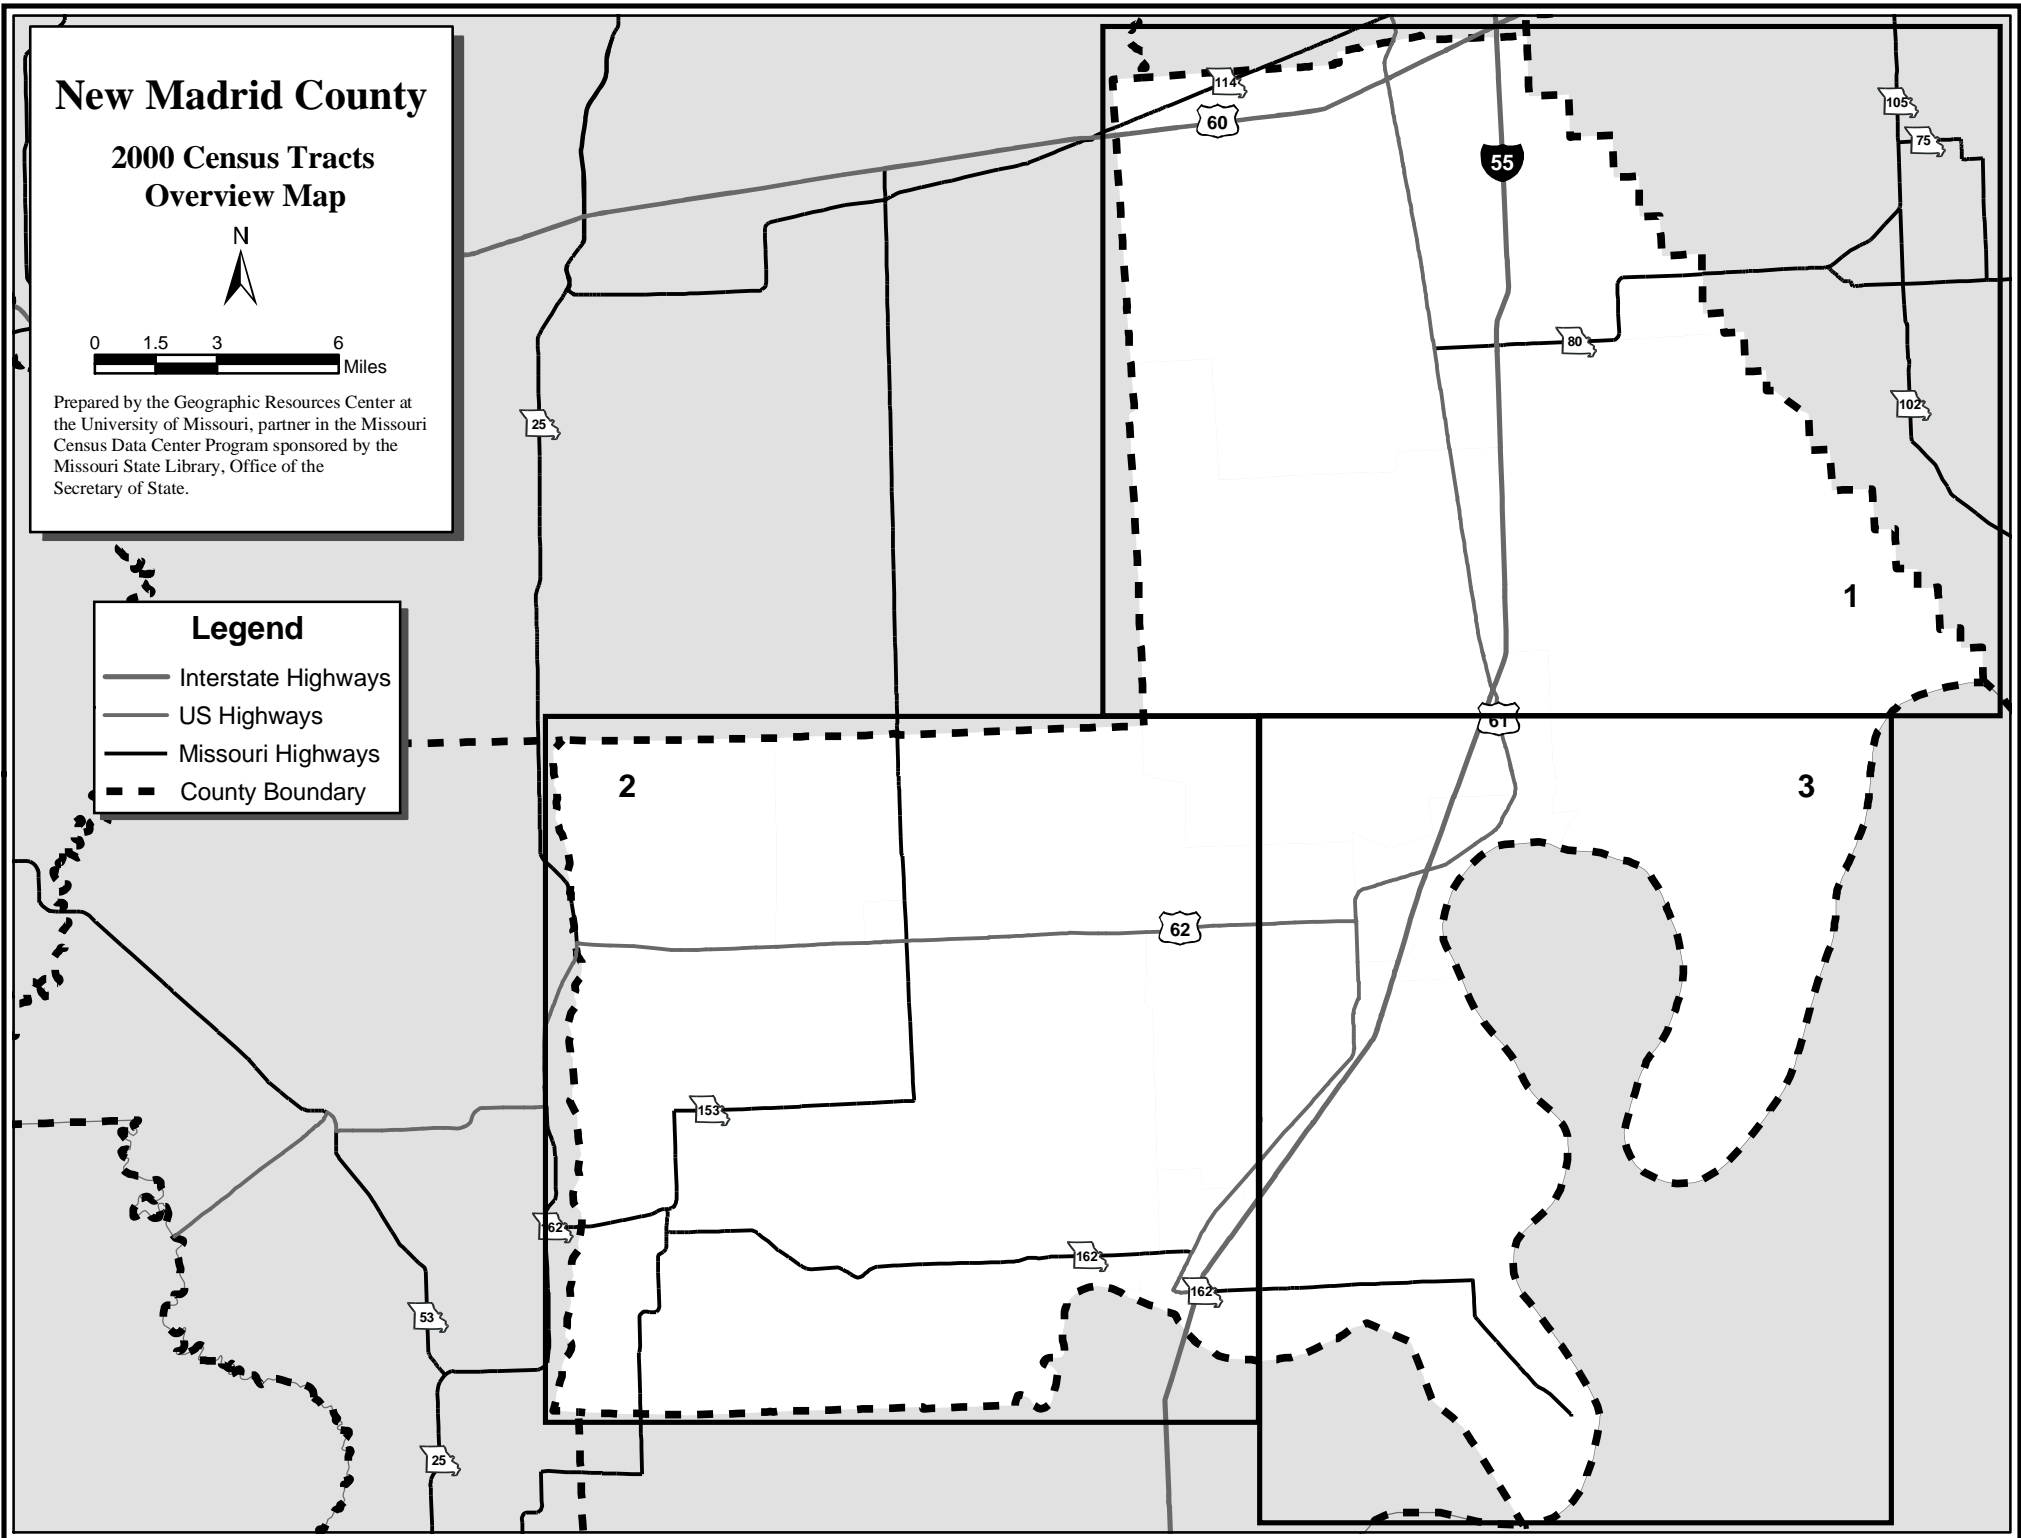 New Madrid County
2000 Census Tracts
Overview Map
N
0 1.5 3 6
Miles
Prepared by the Geographic Resources Center at
the University of Missouri, partner in the Missouri
Census Data Center Program sponsored by the
Missouri State Library, Office of the
Secretary of State.
Legend
Interstate Highways
US Highways
Missouri Highways
County Boundary
114
60
55
105
75
80
102
25
1
61
2
3
62
153
162
162
162
53
25